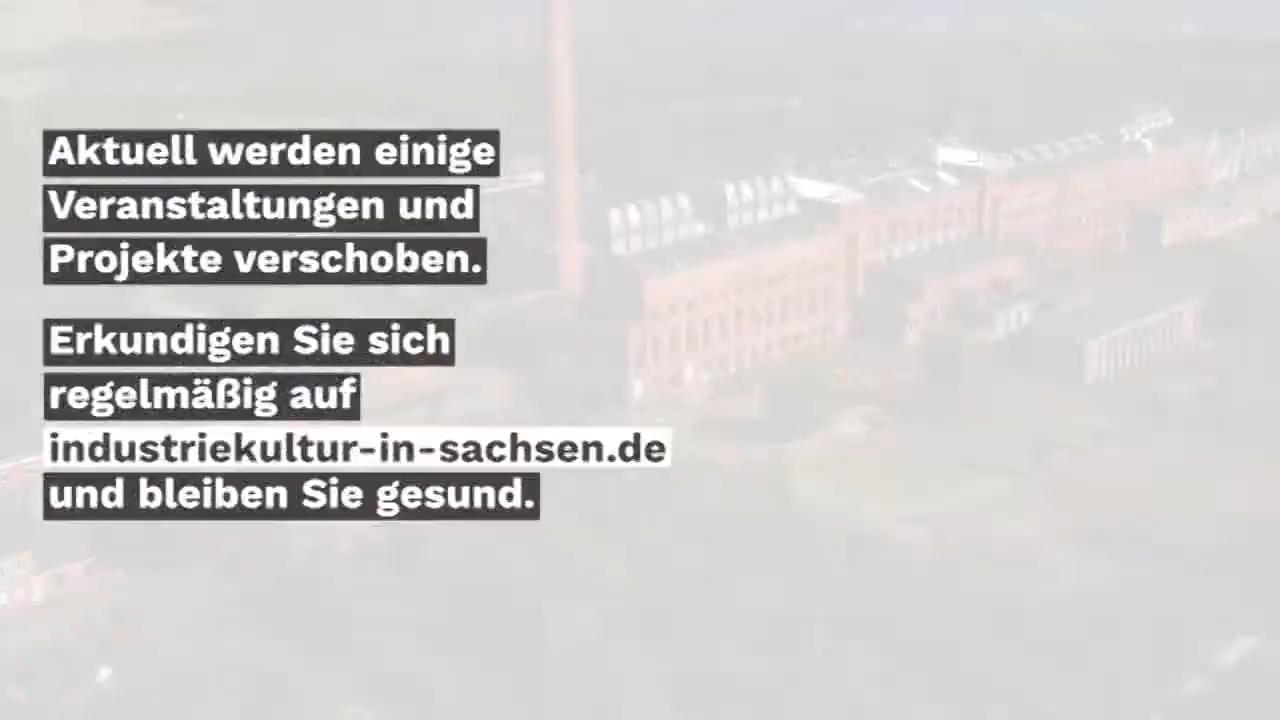 Aktuell werden einige
Veranstaltungen und
Projekte verschoben.
Erkundigen Sie sich
regelmäßig auf
industriekultur-in-sachsen.de
und bleiben Sie gesund.